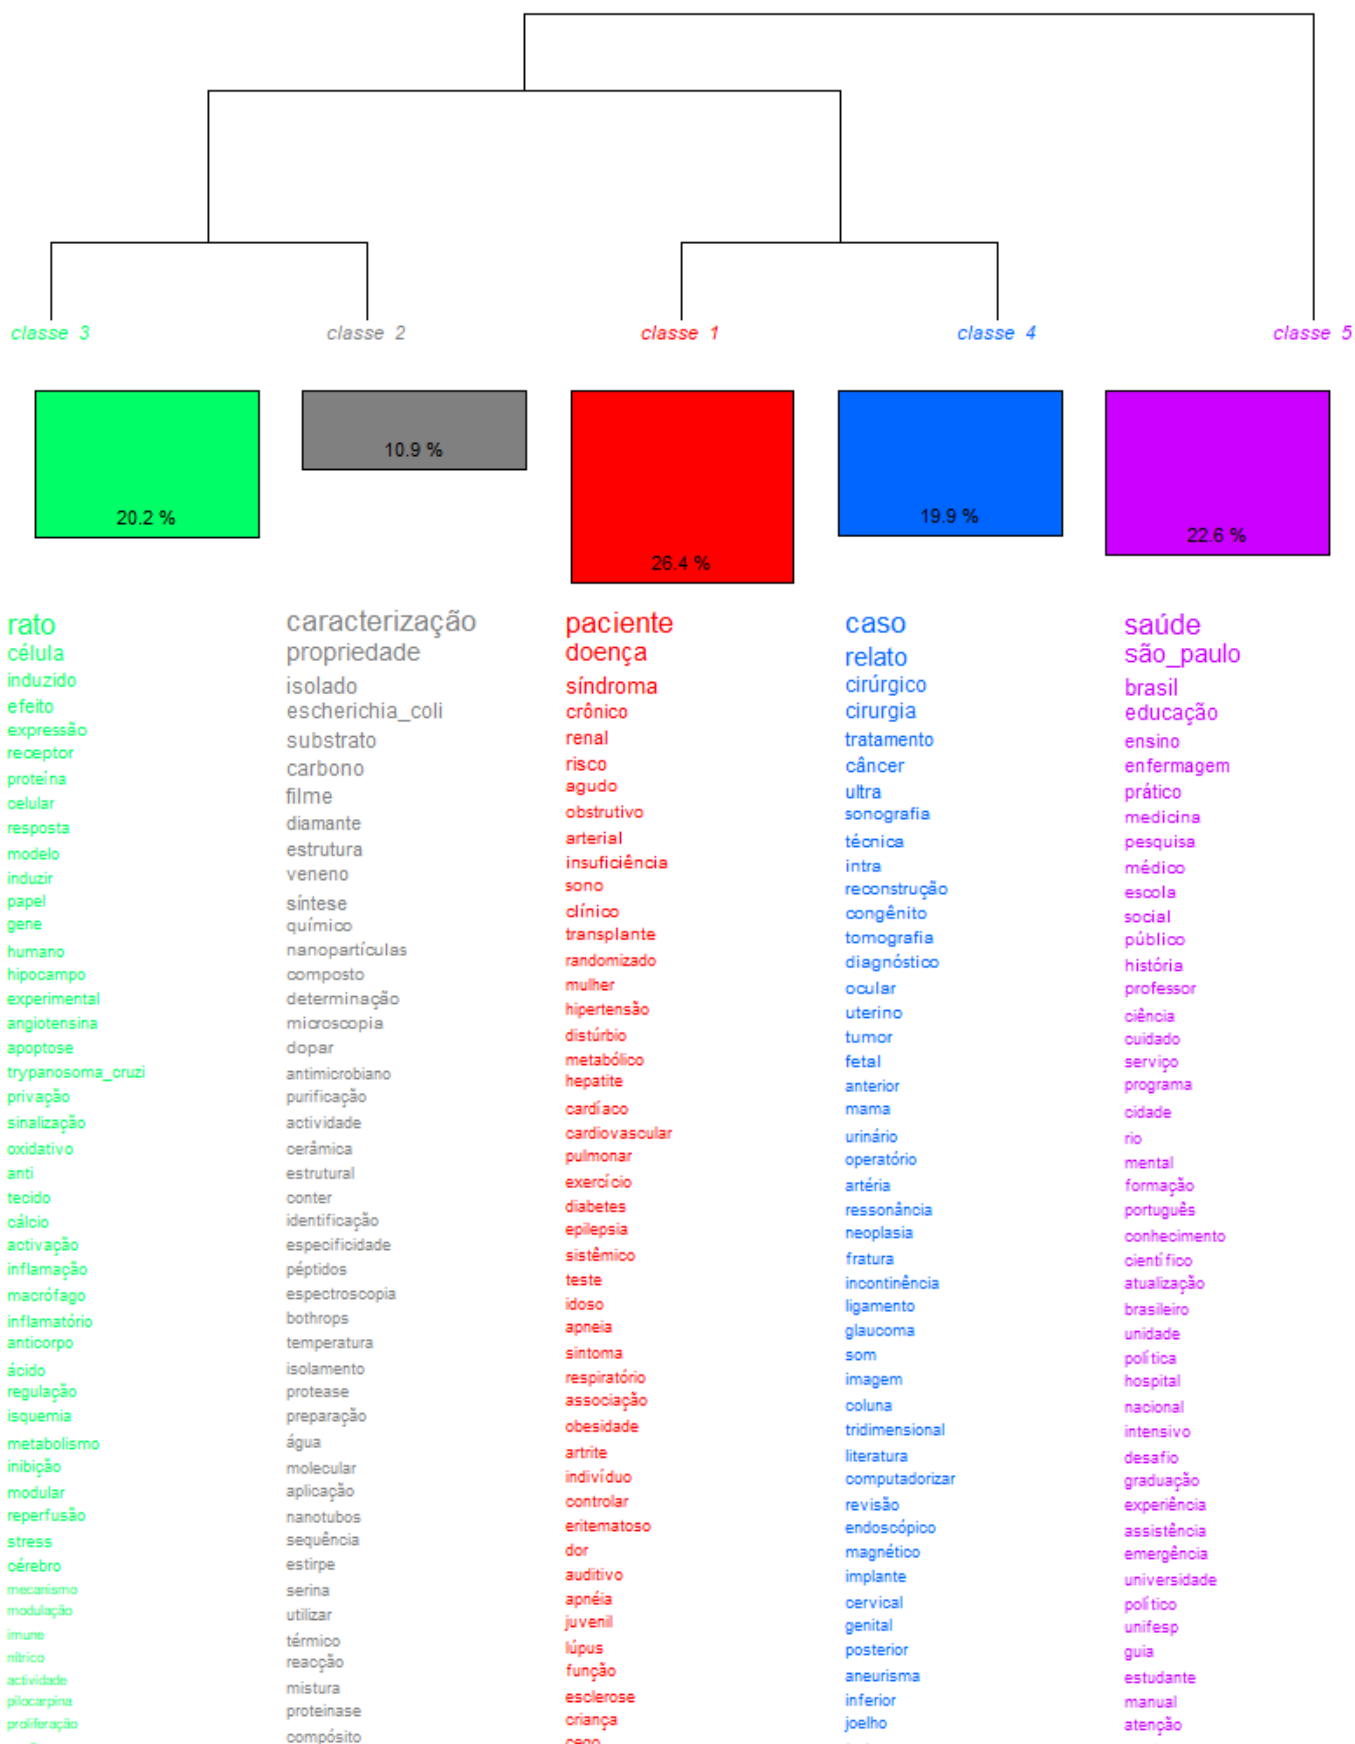 classe 3
classe 2
classe 1
classe 4
classe 5
20.2 %
10.9 %
26.4 %
19.9 %
22.6 %
rato
célula
induzido
efeito
expressão
receptor
proteína
celular
resposta
modelo
induzir
papel
gene
humano
hipocampo
experimental
angiotensina
apoptose
trypanosoma_cruzi
privação
sinalização
oxidativo
anti
tecido
cálcio
activação
inflamação
macrófago
inflamatório
anticorpo
ácido
regulação
isquemia
metabolismo
inibição
modular
reperfusão
stress
cérebro
mecanismo
modulação
imune
nítrico
actividade
pilocarpina
proliferação
caracterização
propriedade
isolado
escherichia_coli
substrato
carbono
filme
diamante
estrutura
veneno
síntese
químico
nanopartículas
composto
determinação
microscopia
dopar
antimicrobiano
purificação
actividade
cerâmica
estrutural
conter
identificação
especificidade
péptidos
espectroscopia
bothrops
temperatura
isolamento
protease
preparação
água
molecular
aplicação
nanotubos
sequência
estirpe
serina
utilizar
térmico
reacção
mistura
proteinase
compósito
paciente
doença
síndroma
crônico
renal
risco
agudo
obstrutivo
arterial
insuficiência
sono
clínico
transplante
randomizado
mulher
hipertensão
distúrbio
metabólico
hepatite
cardíaco
cardiovascular
pulmonar
exercício
diabetes
epilepsia
sistêmico
teste
idoso
apneia
sintoma
respiratório
associação
obesidade
artrite
indivíduo
controlar
eritematoso
dor
auditivo
apnéia
juvenil
lúpus
função
esclerose
criança
caso
relato
cirúrgico
cirurgia
tratamento
câncer
ultra
sonografia
técnica
intra
reconstrução
congênito
tomografia
diagnóstico
ocular
uterino
tumor
fetal
anterior
mama
urinário
operatório
artéria
ressonância
neoplasia
fratura
incontinência
ligamento
glaucoma
som
imagem
coluna
tridimensional
literatura
computadorizar
revisão
endoscópico
magnético
implante
cervical
genital
posterior
aneurisma
inferior
joelho
saúde
são_paulo
brasil
educação
ensino
enfermagem
prático
medicina
pesquisa
médico
escola
social
público
história
professor
ciência
cuidado
serviço
programa
cidade
rio
mental
formação
português
conhecimento
científico
atualização
brasileiro
unidade
política
hospital
nacional
intensivo
desafio
graduação
experiência
assistência
emergência
universidade
político
unifesp
guia
estudante
manual
atenção